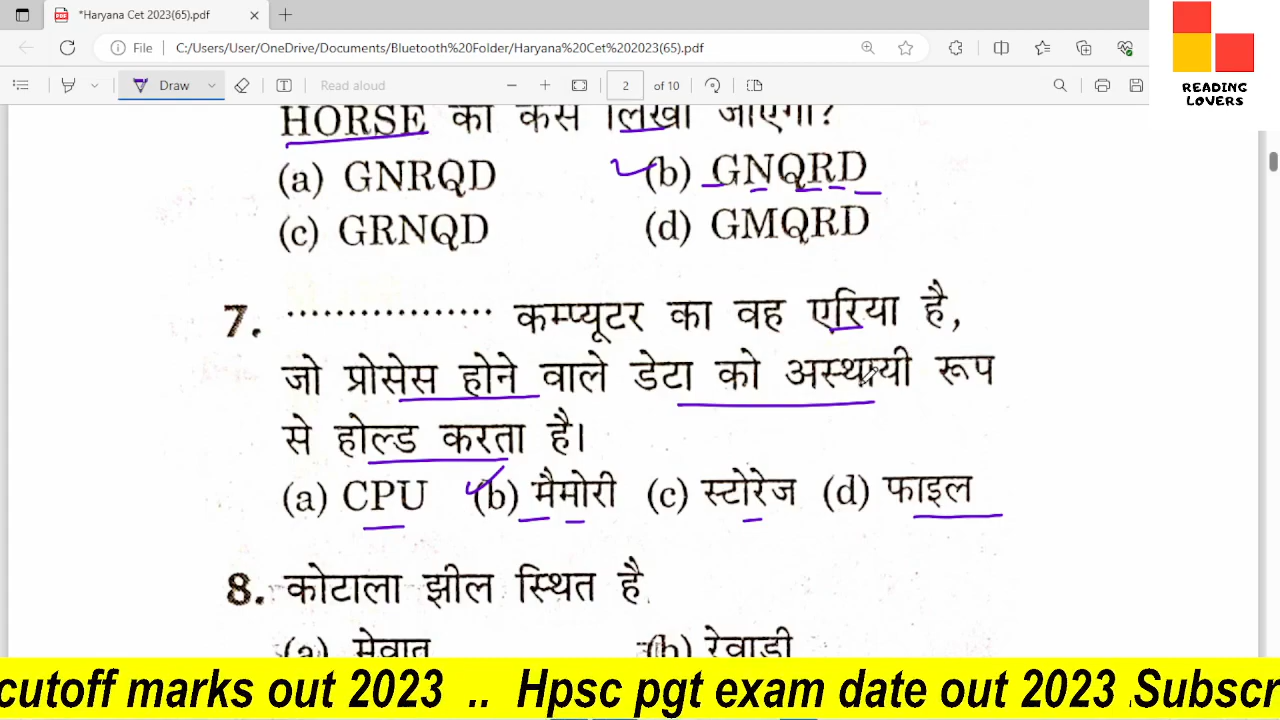 *Haryana Cet 2023(65).pdf
File C:/Users/User/OneDrive/Documents/Bluetooth%20Folder/Haryana%20Cet%202023(65).pdf
Draw Read aloud 2 of 10
READING
LOVERS
HORSE को कैसे लिखा जाएगा?
(a) GNRQD (b) GNQRD
(c) GRNQD (d) GMQRD
7. ................. कम्प्यूटर का वह एरिया है,
जो प्रोसेस होने वाले डेटा को अस्थायी रूप
से होल्ड करता है।
(a) CPU (b) मैमोरी (c) स्टोरेज (d) फाइल
8. कोटाला झील स्थित है
(a) मेवात (b) रेवाड़ी
cutoff marks out 2023 .. Hpsc pgt exam date out 2023 .Subscr